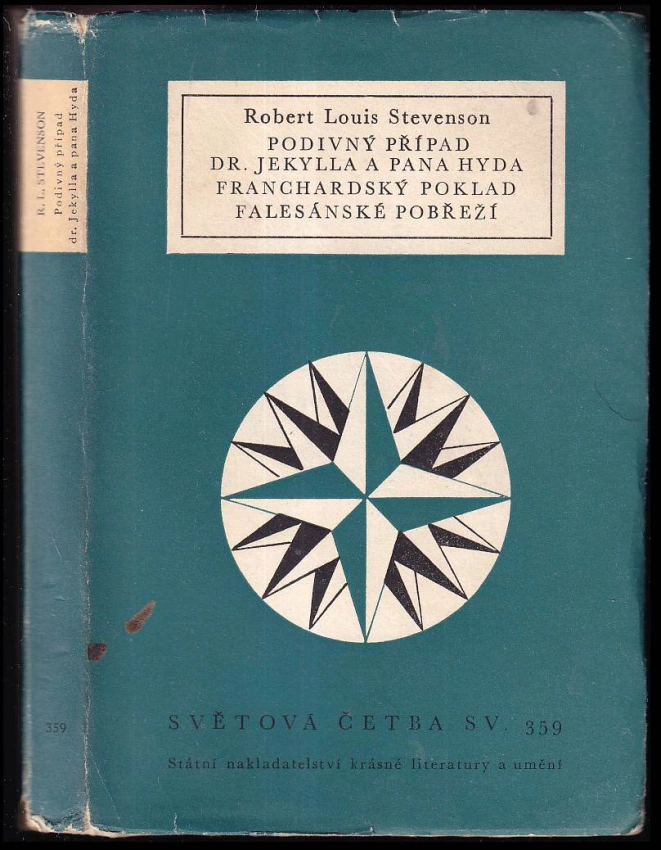 R. L. STEVENSON
Podivný případ
dr. Jekylla a pana Hyda
359
Robert Louis Stevenson
PODIVNÝ PŘÍPAD
DR. JEKYLLA A PANA HYDA
FRANCHARDSKÝ POKLAD
FALESÁNSKÉ POBŘEŽÍ
SVĚTOVÁ ČETBA SV. 359
Státní nakladatelství krásné literatury a umění